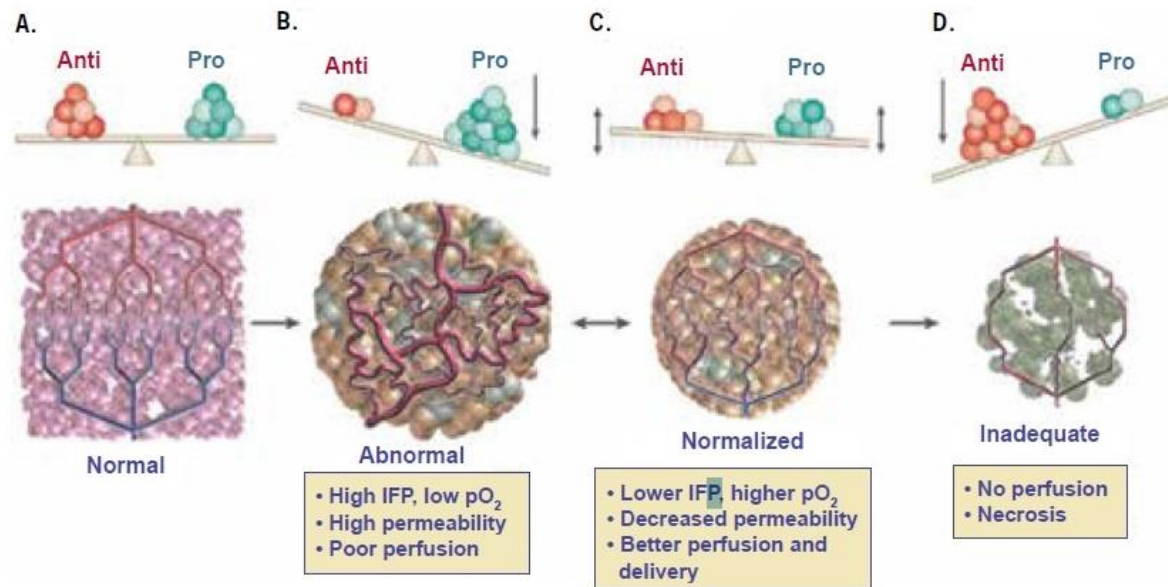 A.
B.
C.
D.
Anti Pro
Anti Pro
Anti Pro
Anti Pro
Normal
Abnormal
Normalized
Inadequate
• High IFP, low pO₂
• High permeability
• Poor perfusion
• Lower IFP, higher pO₂
• Decreased permeability
• Better perfusion and
delivery
• No perfusion
• Necrosis